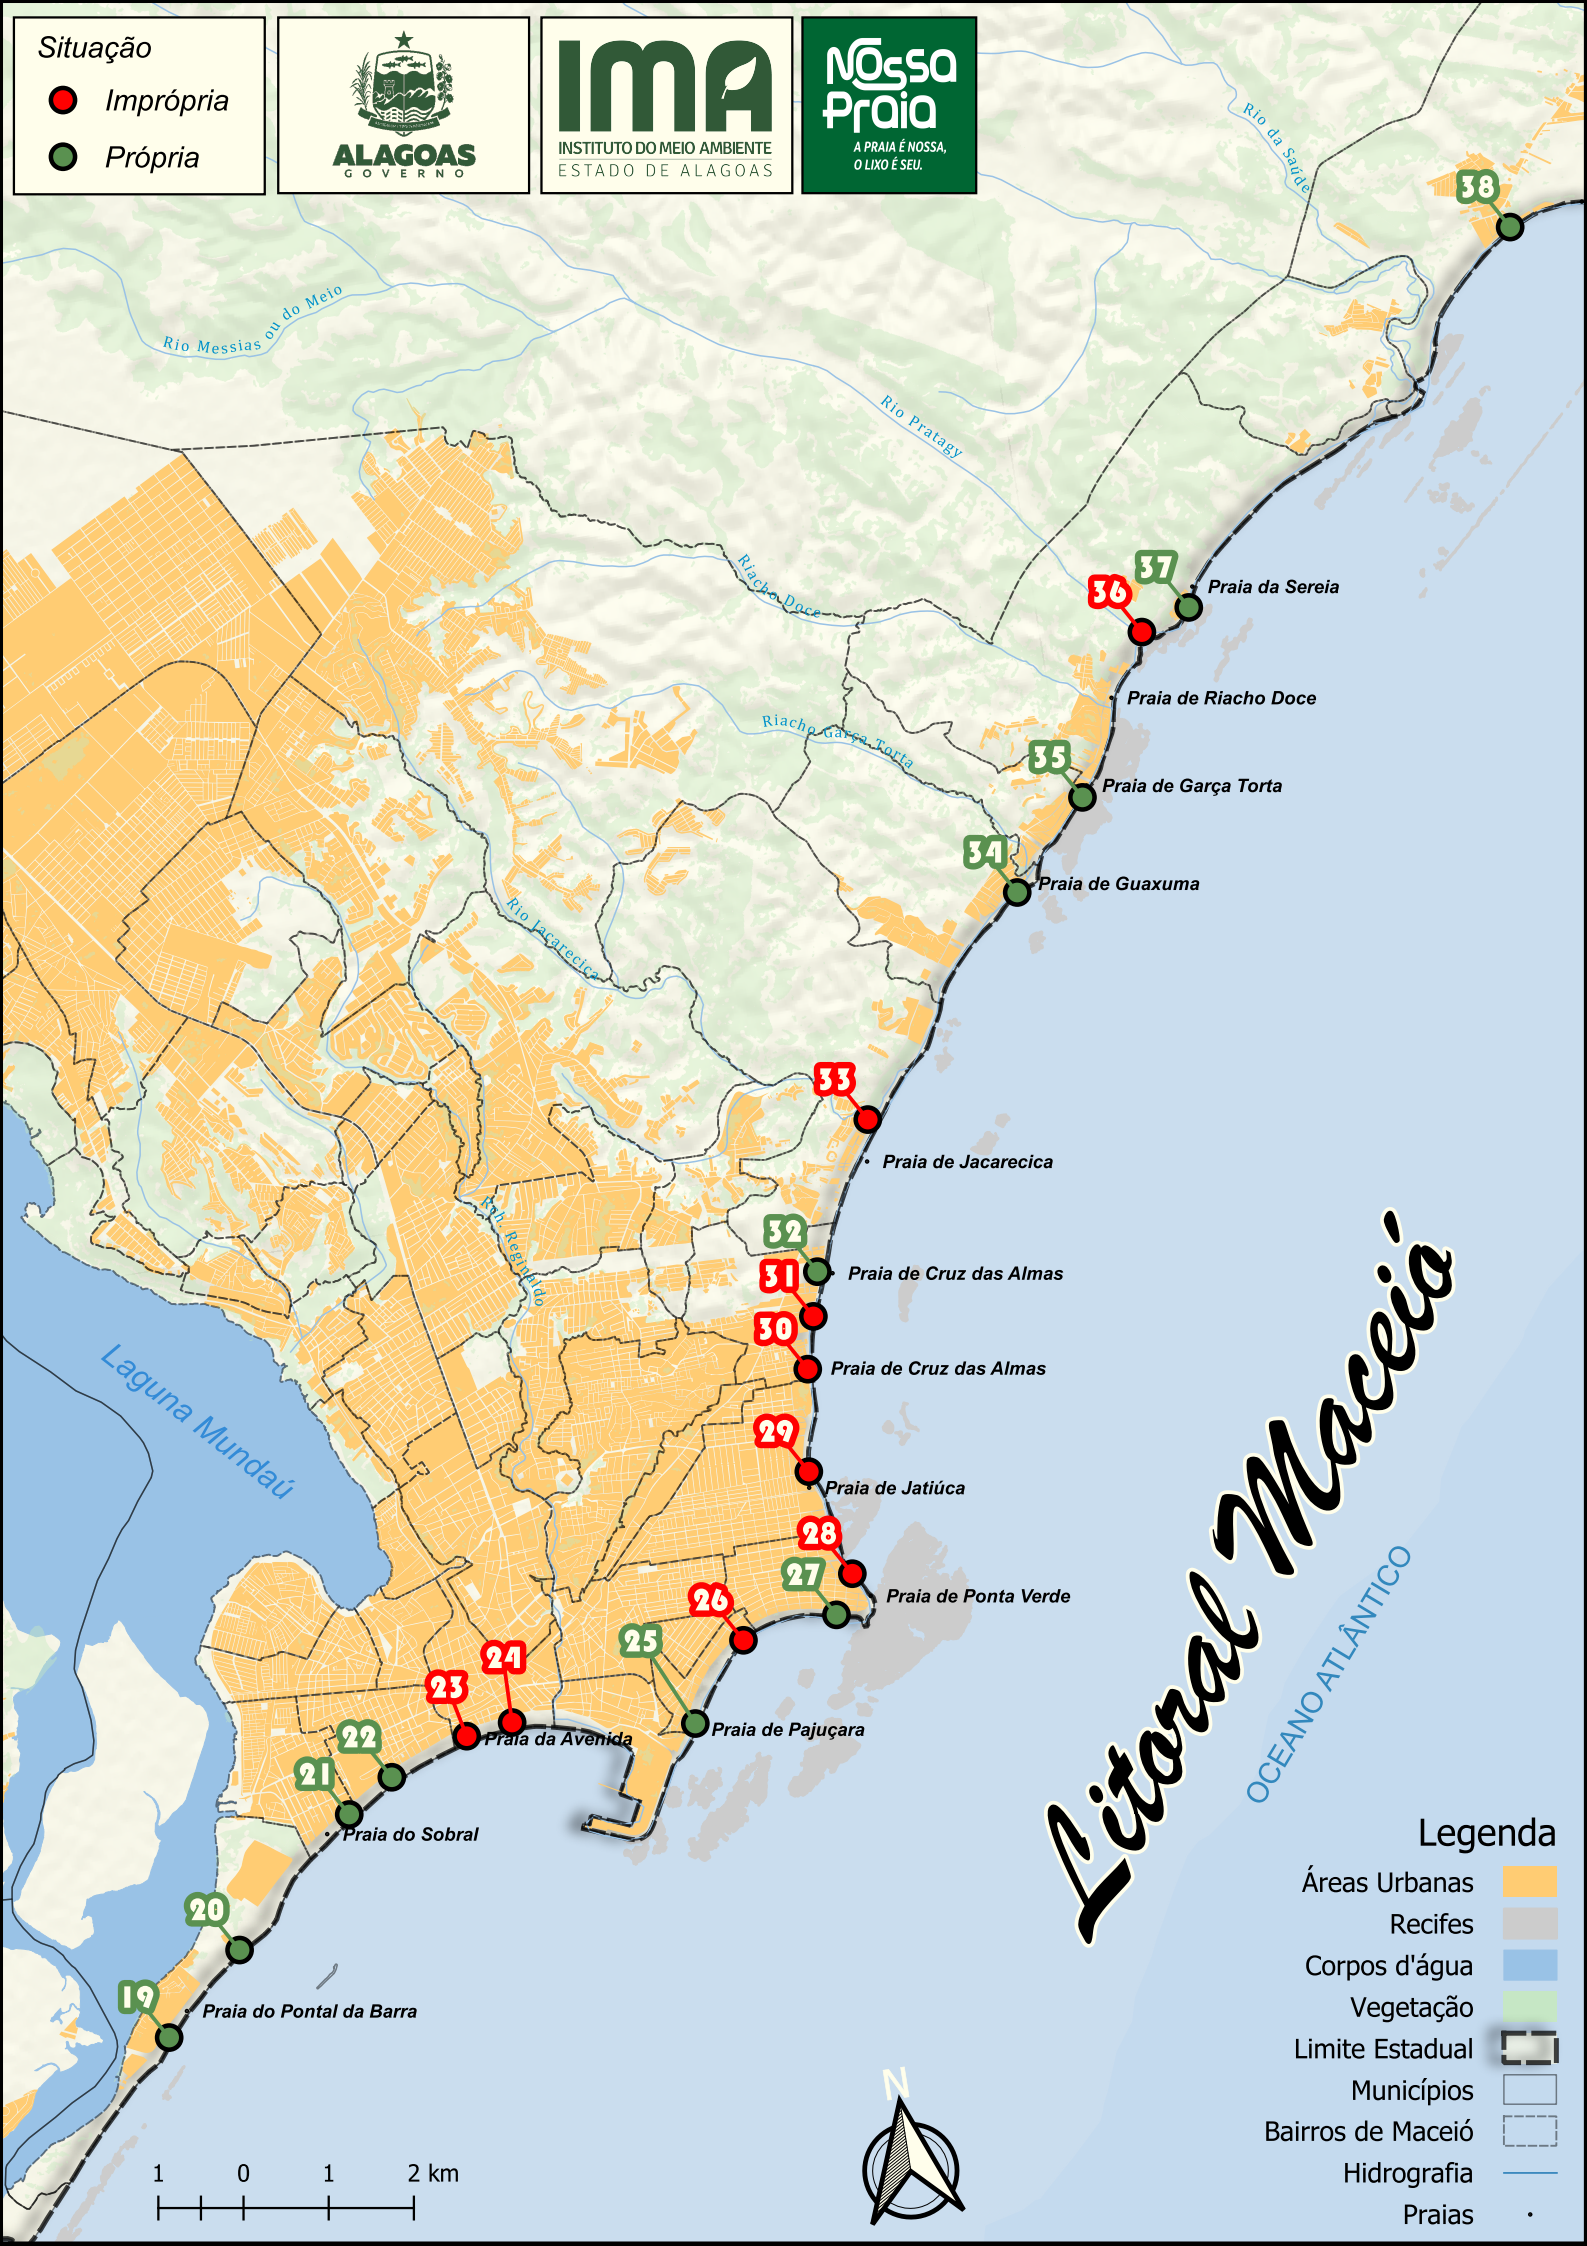 Situação
Imprópria
Própria
ALAGOAS
GOVERNO
IMA
INSTITUTO DO MEIO AMBIENTE
ESTADO DE ALAGOAS
Nossa
Praia
A PRAIA É NOSSA,
O LIXO É SEU.
Rio da Saúde
38
Rio Messias ou do Meio
Rio Pratagy
Riacho Doce
37
36
Praia da Sereia
Praia de Riacho Doce
Riacho Garça Torta
35
Praia de Garça Torta
34
Praia de Guaxuma
Rio Jacarecica
33
Praia de Jacarecica
Rch. Reginaldo
32
Praia de Cruz das Almas
31
30
Praia de Cruz das Almas
Laguna Mundaú
29
Praia de Jatiúca
28
27
Praia de Ponta Verde
26
25
24
23
Praia de Pajuçara
Praia da Avenida
22
21
Praia do Sobral
20
19
Praia do Pontal da Barra
Litoral Maceió
OCEANO ATLÂNTICO
Legenda
Áreas Urbanas
Recifes
Corpos d'água
Vegetação
Limite Estadual
Municípios
Bairros de Maceió
Hidrografia
Praias
N
1 0 1 2 km